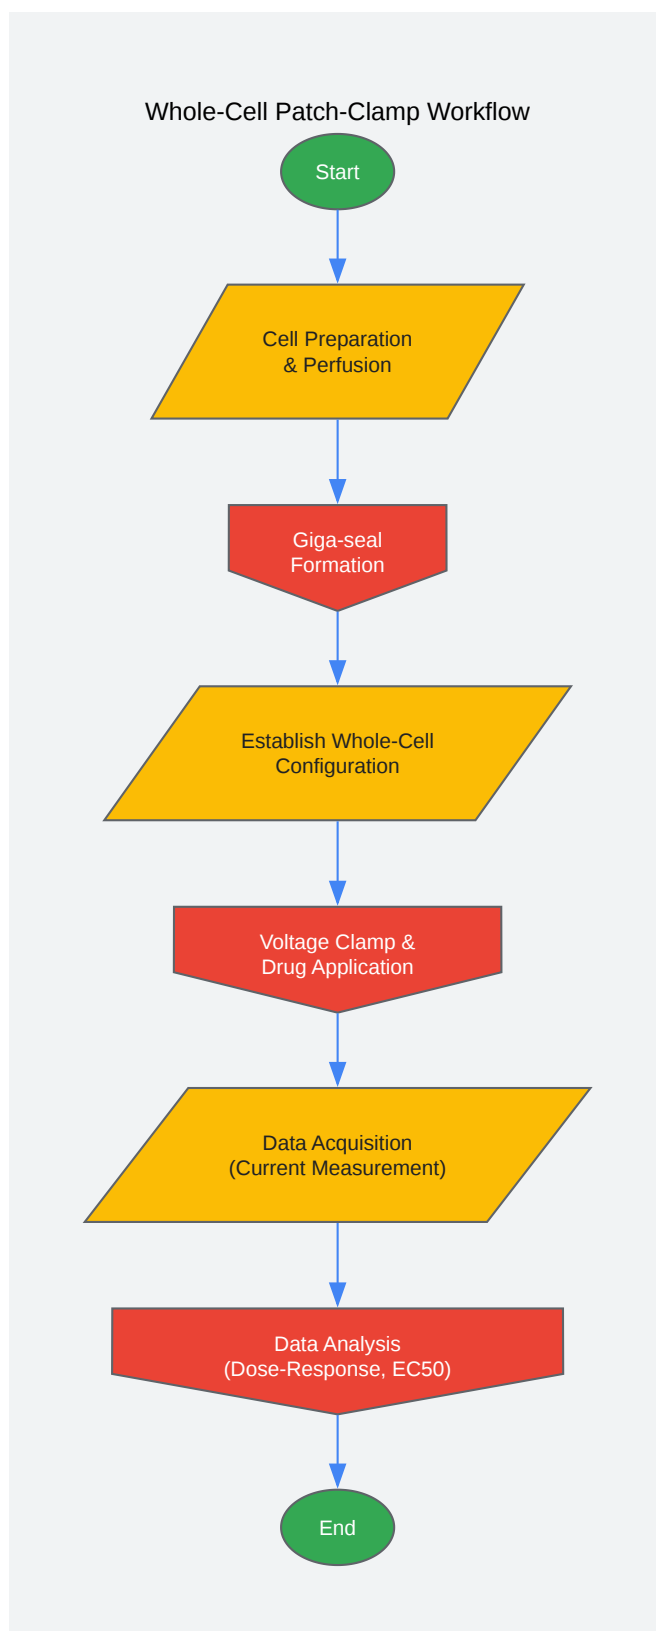 Whole-Cell Patch-Clamp Workflow
Start
Cell Preparation
& Perfusion
Giga-seal
Formation
Establish Whole-Cell
Configuration
Voltage Clamp &
Drug Application
Data Acquisition
(Current Measurement)
Data Analysis
(Dose-Response, EC50)
End